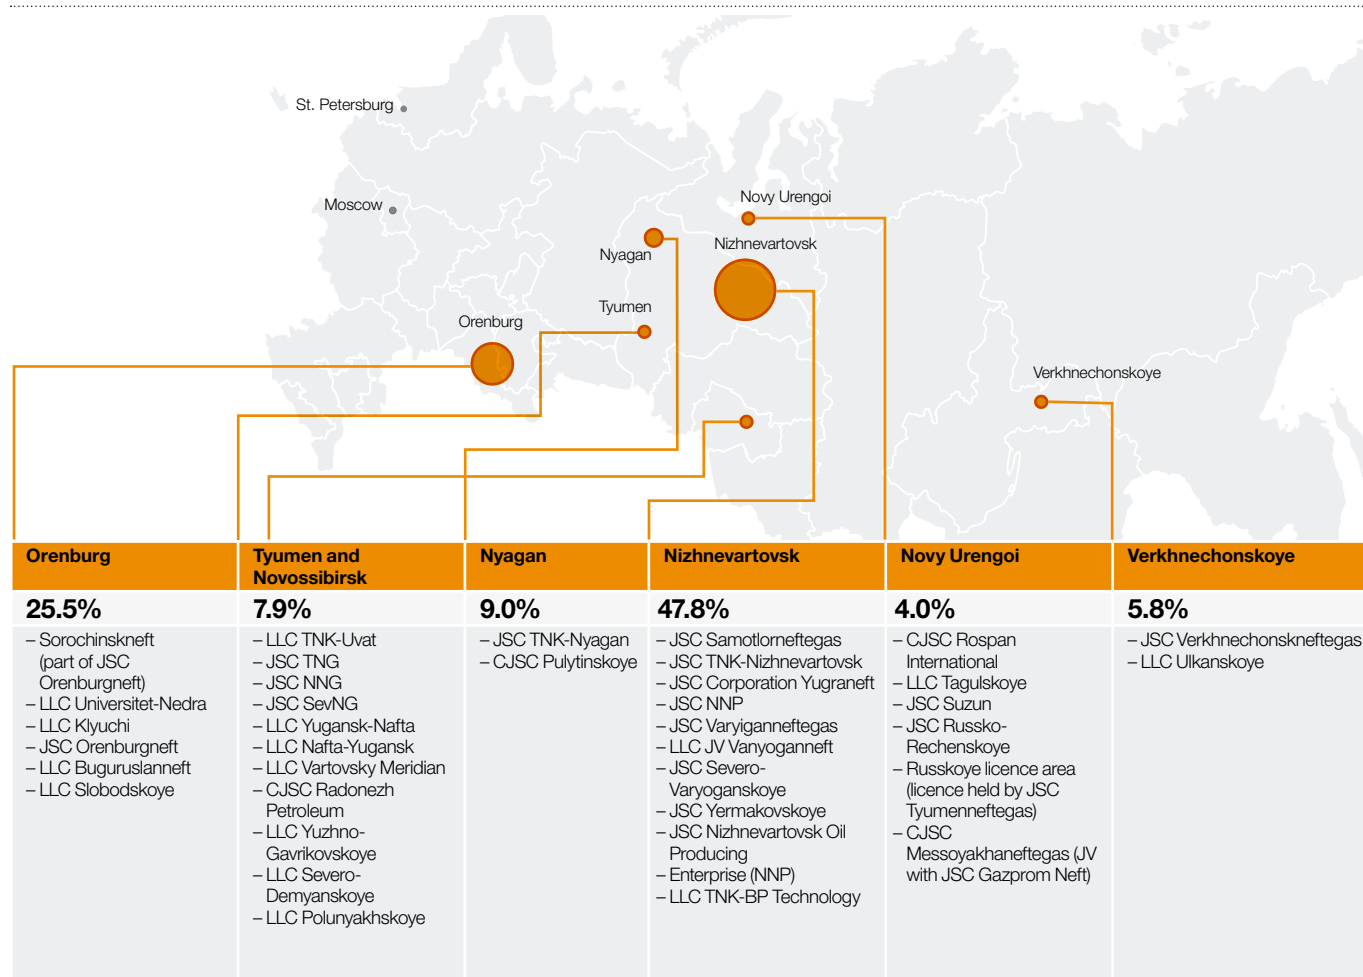 St. Petersburg
Moscow
Novy Urengoi
Nyagan
Nizhnevartovsk
Tyumen
Orenburg
Verkhnechonskoye
Orenburg
25.5%
– Sorochinskneft
(part of JSC
Orenburgneft)
– LLC Universitet-Nedra
– LLC Klyuchi
– JSC Orenburgneft
– LLC Buguruslanneft
– LLC Slobodskoye
Tyumen and
Novossibirsk
7.9%
– LLC TNK-Uvat
– JSC TNG
– JSC NNG
– JSC SevNG
– LLC Yugansk-Nafta
– LLC Nafta-Yugansk
– LLC Vartovsky Meridian
– CJSC Radonezh
Petroleum
– LLC Yuzhno-
Gavrikovskoye
– LLC Severo-
Demyanskoye
– LLC Polunyakhskoye
Nyagan
9.0%
– JSC TNK-Nyagan
– CJSC Pulytinskoye
Nizhnevartovsk
47.8%
– JSC Samotlorneftegas
– JSC TNK-Nizhnevartovsk
– JSC Corporation Yugraneft
– JSC NNP
– JSC Varyiganneftegas
– LLC JV Vanyoganneft
– JSC Severo-
Varyoganskoye
– JSC Yermakovskoye
– JSC Nizhnevartovsk Oil
Producing
– Enterprise (NNP)
– LLC TNK-BP Technology
Novy Urengoi
4.0%
– CJSC Rospan
International
– LLC Tagulskoye
– JSC Suzun
– JSC Russko-
Rechenskoye
– Russkoye licence area
(licence held by JSC
Tyumenneftegas)
– CJSC
Messoyakhaneftegas (JV
with JSC Gazprom Neft)
Verkhnechonskoye
5.8%
– JSC Verkhnechonskneftegas
– LLC Ulkanskoye